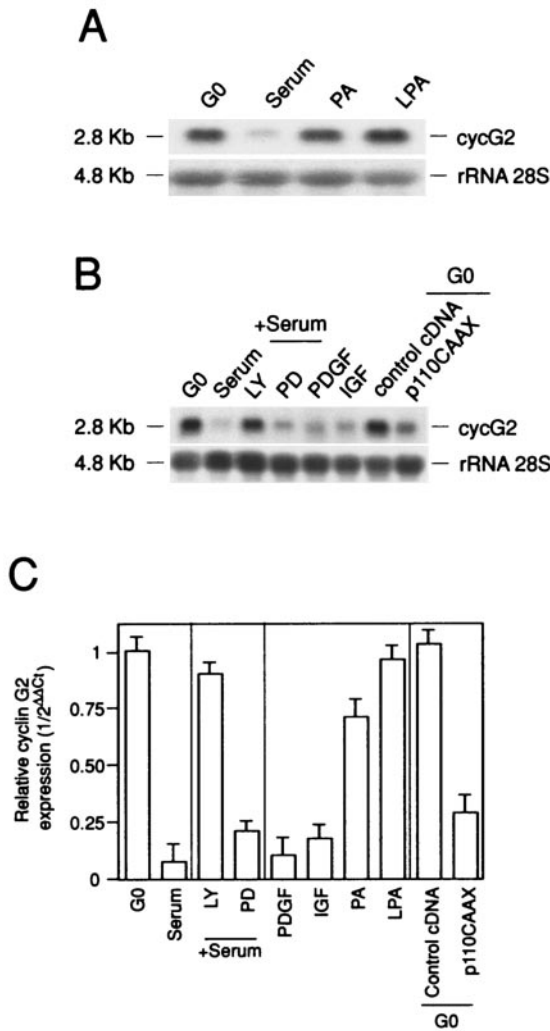 A
G0 Serum PA LPA
2.8 Kb — — cycG2
4.8 Kb — — rRNA 28S
B
G0
+Serum
G0 Serum LY PD PDGF IGF control cDNA p110CAAX
2.8 Kb — — cycG2
4.8 Kb — — rRNA 28S
C
Relative cyclin G2
expression (1/2^ΔΔCt)
1
0.75
0.50
0.25
0
G0 Serum LY PD PDGF IGF PA LPA Control cDNA p110CAAX
+Serum
G0